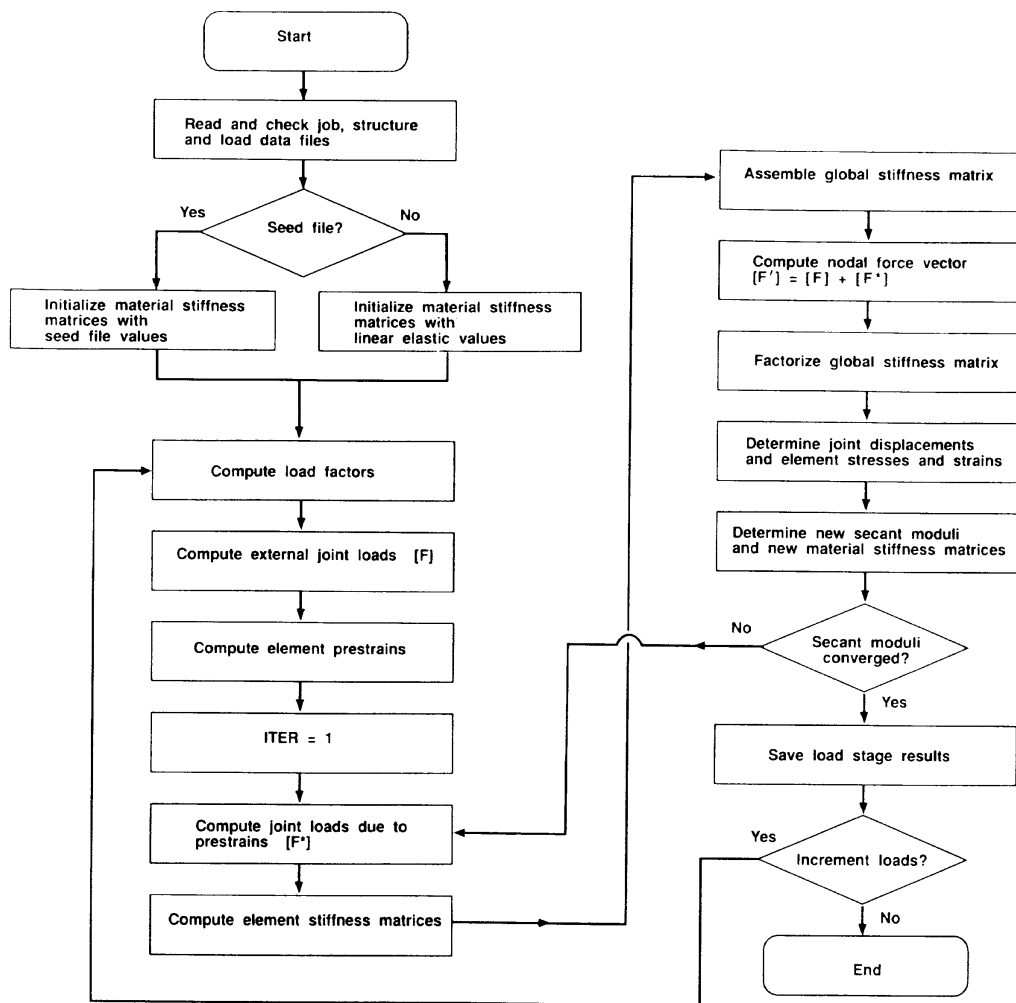 Start
Read and check job, structure
and load data files
Yes
Seed file?
No
Initialize material stiffness
matrices with
seed file values
Initialize material stiffness
matrices with
linear elastic values
Compute load factors
Compute external joint loads [F]
Compute element prestrains
ITER = 1
Compute joint loads due to
prestrains [F*]
Compute element stiffness matrices
Assemble global stiffness matrix
Compute nodal force vector
[F'] = [F] + [F*]
Factorize global stiffness matrix
Determine joint displacements
and element stresses and strains
Determine new secant moduli
and new material stiffness matrices
No
Secant moduli
converged?
Yes
Save load stage results
Yes
Increment loads?
No
End